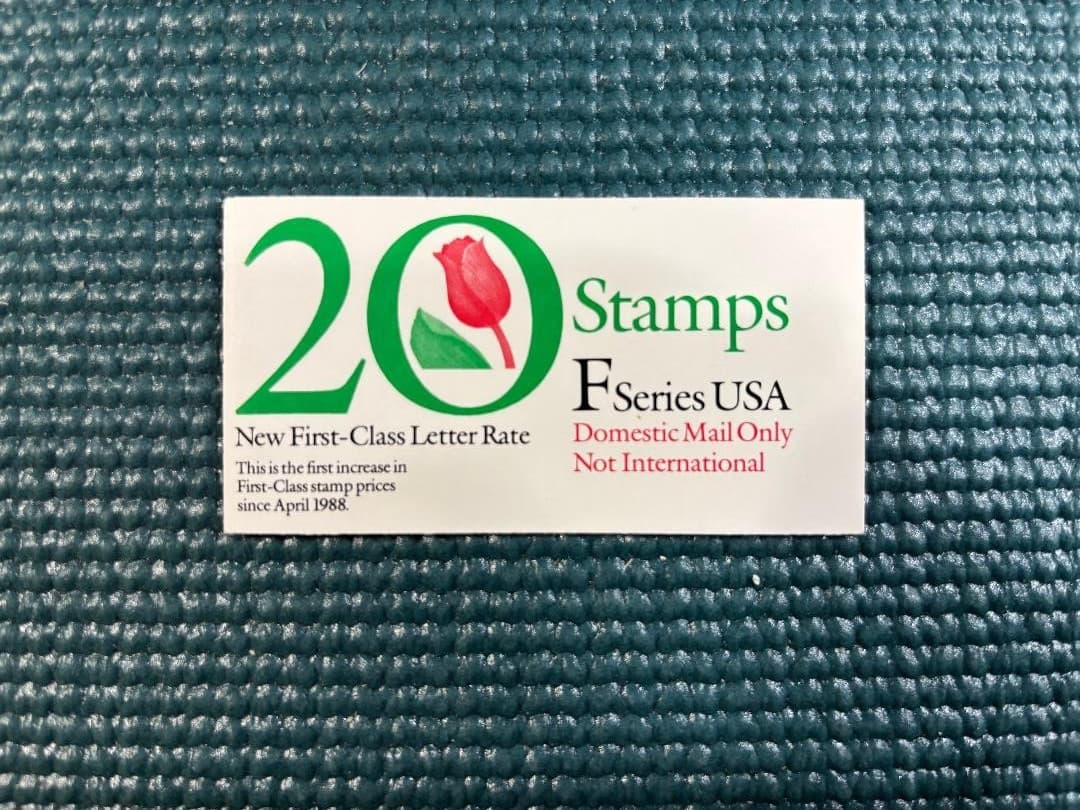 20 Stamps
F Series USA
Domestic Mail Only
Not International
New First-Class Letter Rate
This is the first increase in
First-Class stamp prices
since April 1988.